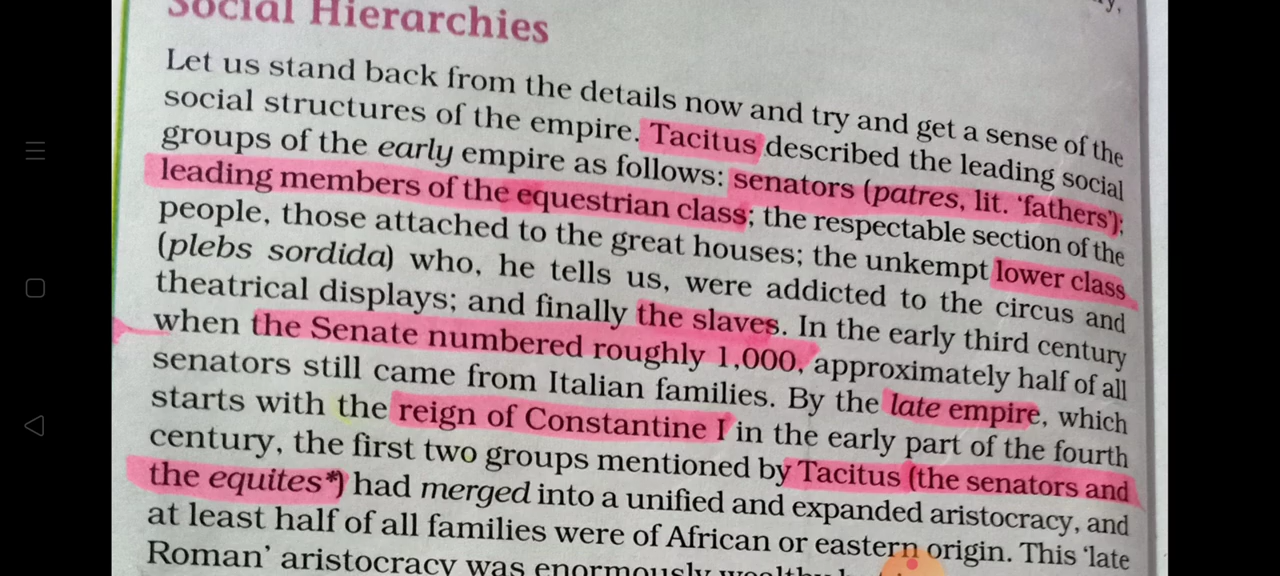 Social Hierarchies
Let us stand back from the details now and try and get a sense of the
social structures of the empire. Tacitus described the leading social
groups of the early empire as follows: senators (patres, lit. ‘fathers’);
leading members of the equestrian class; the respectable section of the
people, those attached to the great houses; the unkempt lower class
(plebs sordida) who, he tells us, were addicted to the circus and
theatrical displays; and finally the slaves. In the early third century
when the Senate numbered roughly 1,000, approximately half of all
senators still came from Italian families. By the late empire, which
starts with the reign of Constantine I in the early part of the fourth
century, the first two groups mentioned by Tacitus (the senators and
the equites*) had merged into a unified and expanded aristocracy, and
at least half of all families were of African or eastern origin. This ‘late
Roman’ aristocracy was enormously wealthy